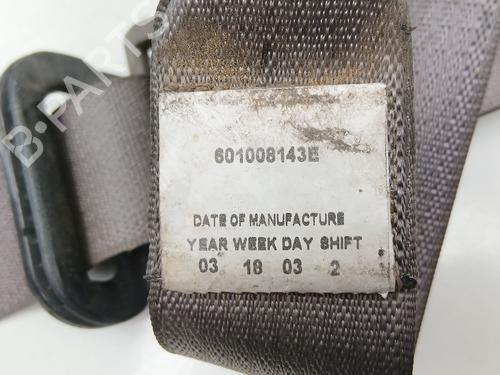 B-PARTS
601008143E
DATE OF MANUFACTURE
YEAR WEEK DAY SHIFT
03 18 03 2